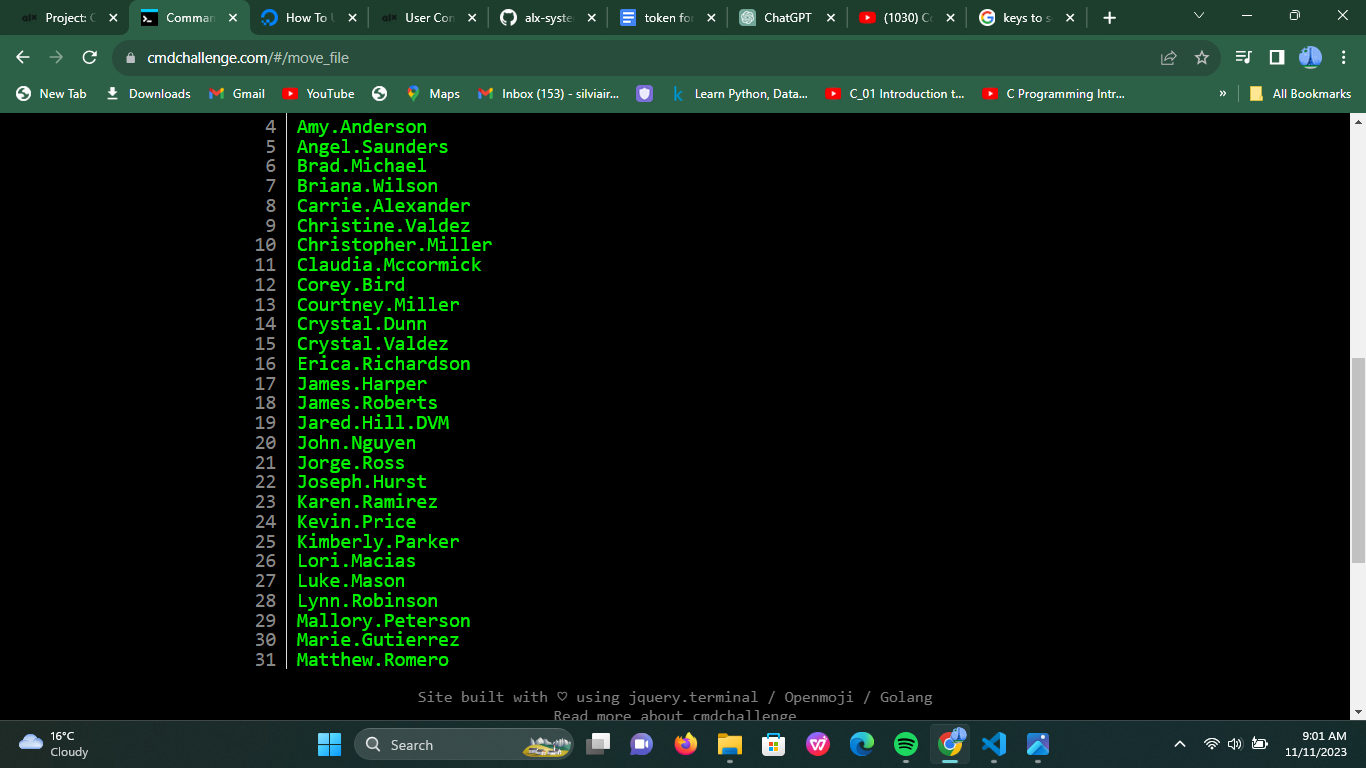 Project: C
Comman
How To U
User Con
alx-syste
token for
ChatGPT
(1030) Co
keys to s
cmdchallenge.com/#/move_file
New Tab
Downloads
Gmail
YouTube
Maps
Inbox (153) - silviair...
Learn Python, Data...
C_01 Introduction t...
C Programming Intr...
»
All Bookmarks
4 Amy.Anderson
5 Angel.Saunders
6 Brad.Michael
7 Briana.Wilson
8 Carrie.Alexander
9 Christine.Valdez
10 Christopher.Miller
11 Claudia.Mccormick
12 Corey.Bird
13 Courtney.Miller
14 Crystal.Dunn
15 Crystal.Valdez
16 Erica.Richardson
17 James.Harper
18 James.Roberts
19 Jared.Hill.DVM
20 John.Nguyen
21 Jorge.Ross
22 Joseph.Hurst
23 Karen.Ramirez
24 Kevin.Price
25 Kimberly.Parker
26 Lori.Macias
27 Luke.Mason
28 Lynn.Robinson
29 Mallory.Peterson
30 Marie.Gutierrez
31 Matthew.Romero
Site built with ♡ using jquery.terminal / Openmoji / Golang
Read more about cmdchallenge
16°C
Cloudy
Search
9:01 AM
11/11/2023